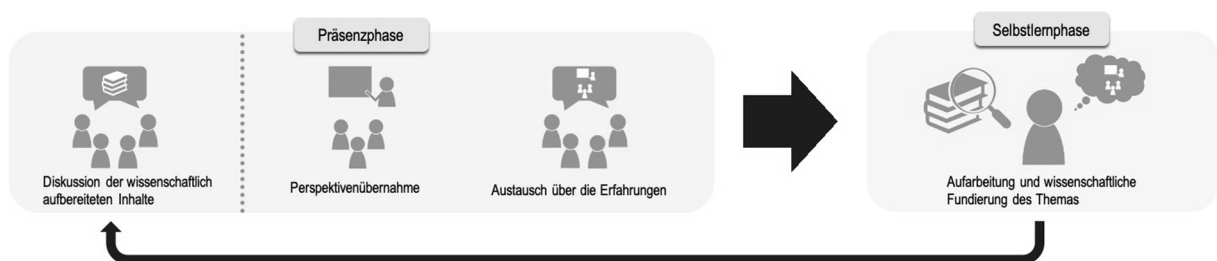 Präsenzphase
Diskussion der wissenschaftlich
aufbereiteten Inhalte
Perspektivenübernahme
Austausch über die Erfahrungen
Selbstlernphase
Aufarbeitung und wissenschaftliche
Fundierung des Themas